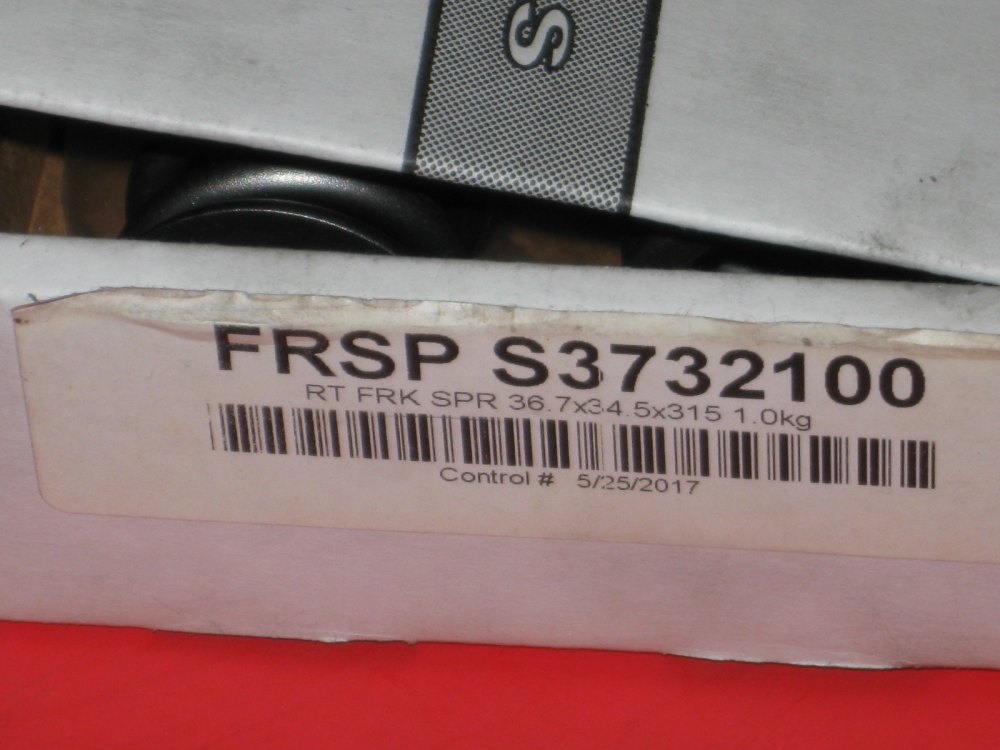 S
FRSP S3732100
RT FRK SPR 36.7x34.5x315 1.0kg
Control # 5/25/2017